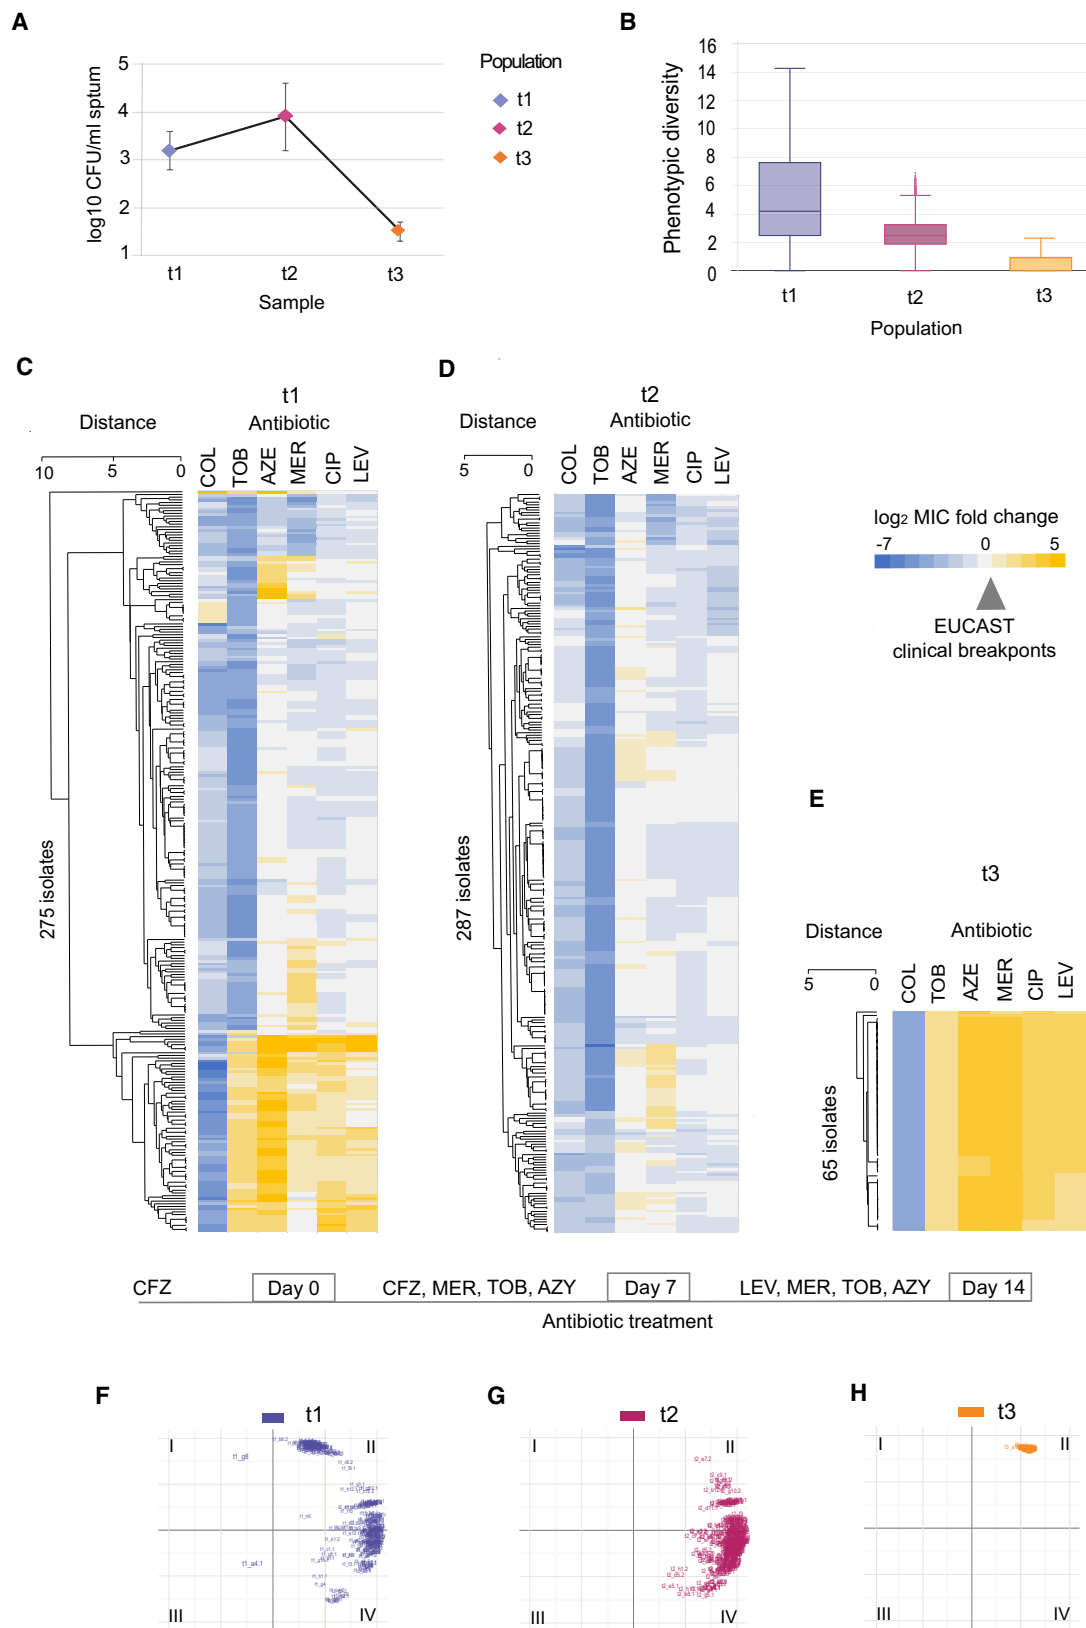 A
log10 CFU/ml sptum
5
4
3
2
1
t1
t2
t3
Sample
Population
t1
t2
t3
B
Phenotypic diversity
16
14
12
10
8
6
4
2
0
t1
t2
t3
Population
C
t1
Distance
Antibiotic
10 5 0
COL TOB AZE MER CIP LEV
275 isolates
D
t2
Distance
Antibiotic
5 0
COL TOB AZE MER CIP LEV
287 isolates
log2 MIC fold change
-7 0 5
EUCAST
clinical breakponts
E
t3
Distance
Antibiotic
5 0
COL TOB AZE MER CIP LEV
65 isolates
CFZ Day 0 CFZ, MER, TOB, AZY Day 7 LEV, MER, TOB, AZY Day 14
Antibiotic treatment
F
t1
I II
t1_g8
t1_a4.1
III IV
G
t2
I II
t2_e7.2
III IV
H
t3
I II
III IV